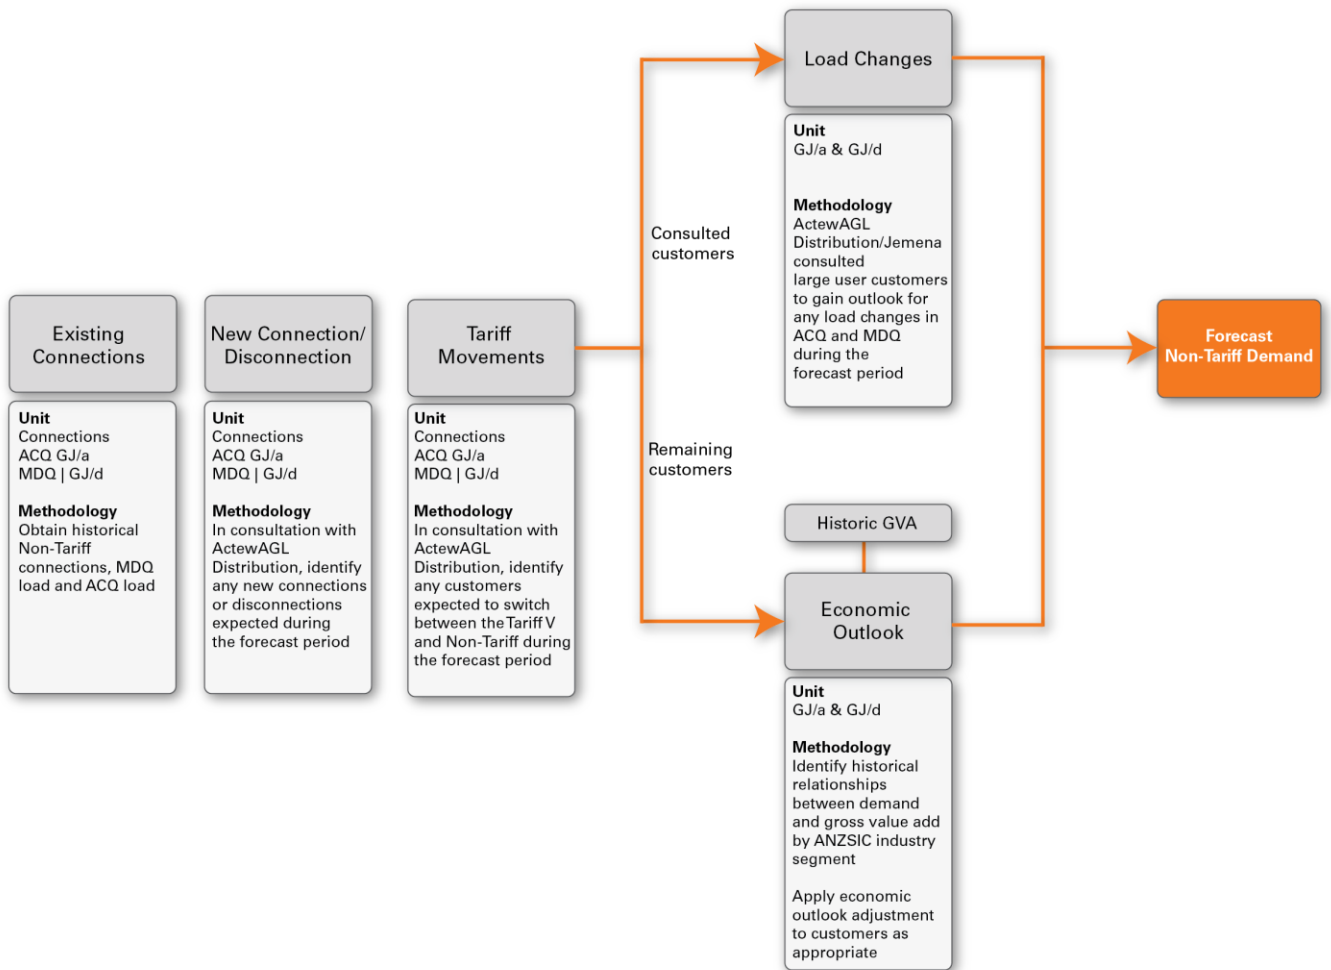 Existing
Connections
Unit
Connections
ACQ GJ/a
MDQ | GJ/d
Methodology
Obtain historical
Non-Tariff
connections, MDQ
load and ACQ load
New Connection/
Disconnection
Unit
Connections
ACQ GJ/a
MDQ | GJ/d
Methodology
In consultation with
ActewAGL
Distribution, identify
any new connections
or disconnections
expected during
the forecast period
Tariff
Movements
Unit
Connections
ACQ GJ/a
MDQ | GJ/d
Methodology
In consultation with
ActewAGL
Distribution, identify
any customers
expected to switch
between the Tariff V
and Non-Tariff during
the forecast period
Consulted
customers
Remaining
customers
Load Changes
Unit
GJ/a & GJ/d
Methodology
ActewAGL
Distribution/Jemena
consulted
large user customers
to gain outlook for
any load changes in
ACQ and MDQ
during the
forecast period
Historic GVA
Economic
Outlook
Unit
GJ/a & GJ/d
Methodology
Identify historical
relationships
between demand
and gross value add
by ANZSIC industry
segment
Apply economic
outlook adjustment
to customers as
appropriate
Forecast
Non-Tariff Demand